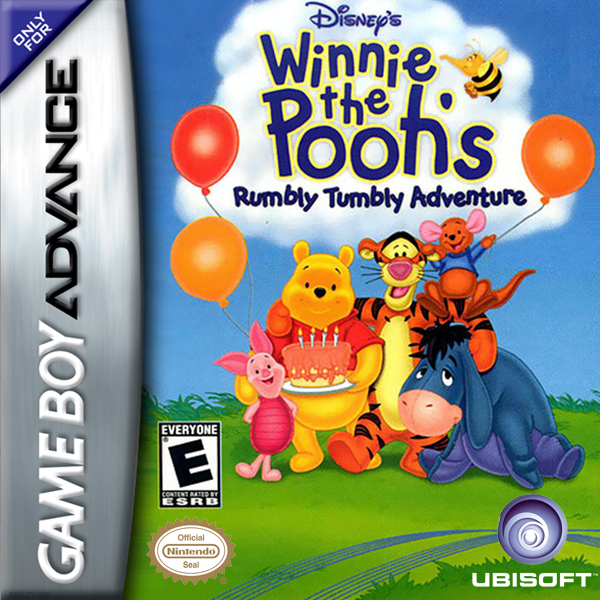 ONLY
FOR
GAME BOY ADVANCE
Disney's
Winnie
the
Pooh's
Rumbly Tumbly Adventure
EVERYONE
E
CONTENT RATED BY
ESRB
Official
Nintendo
Seal
UBISOFT™